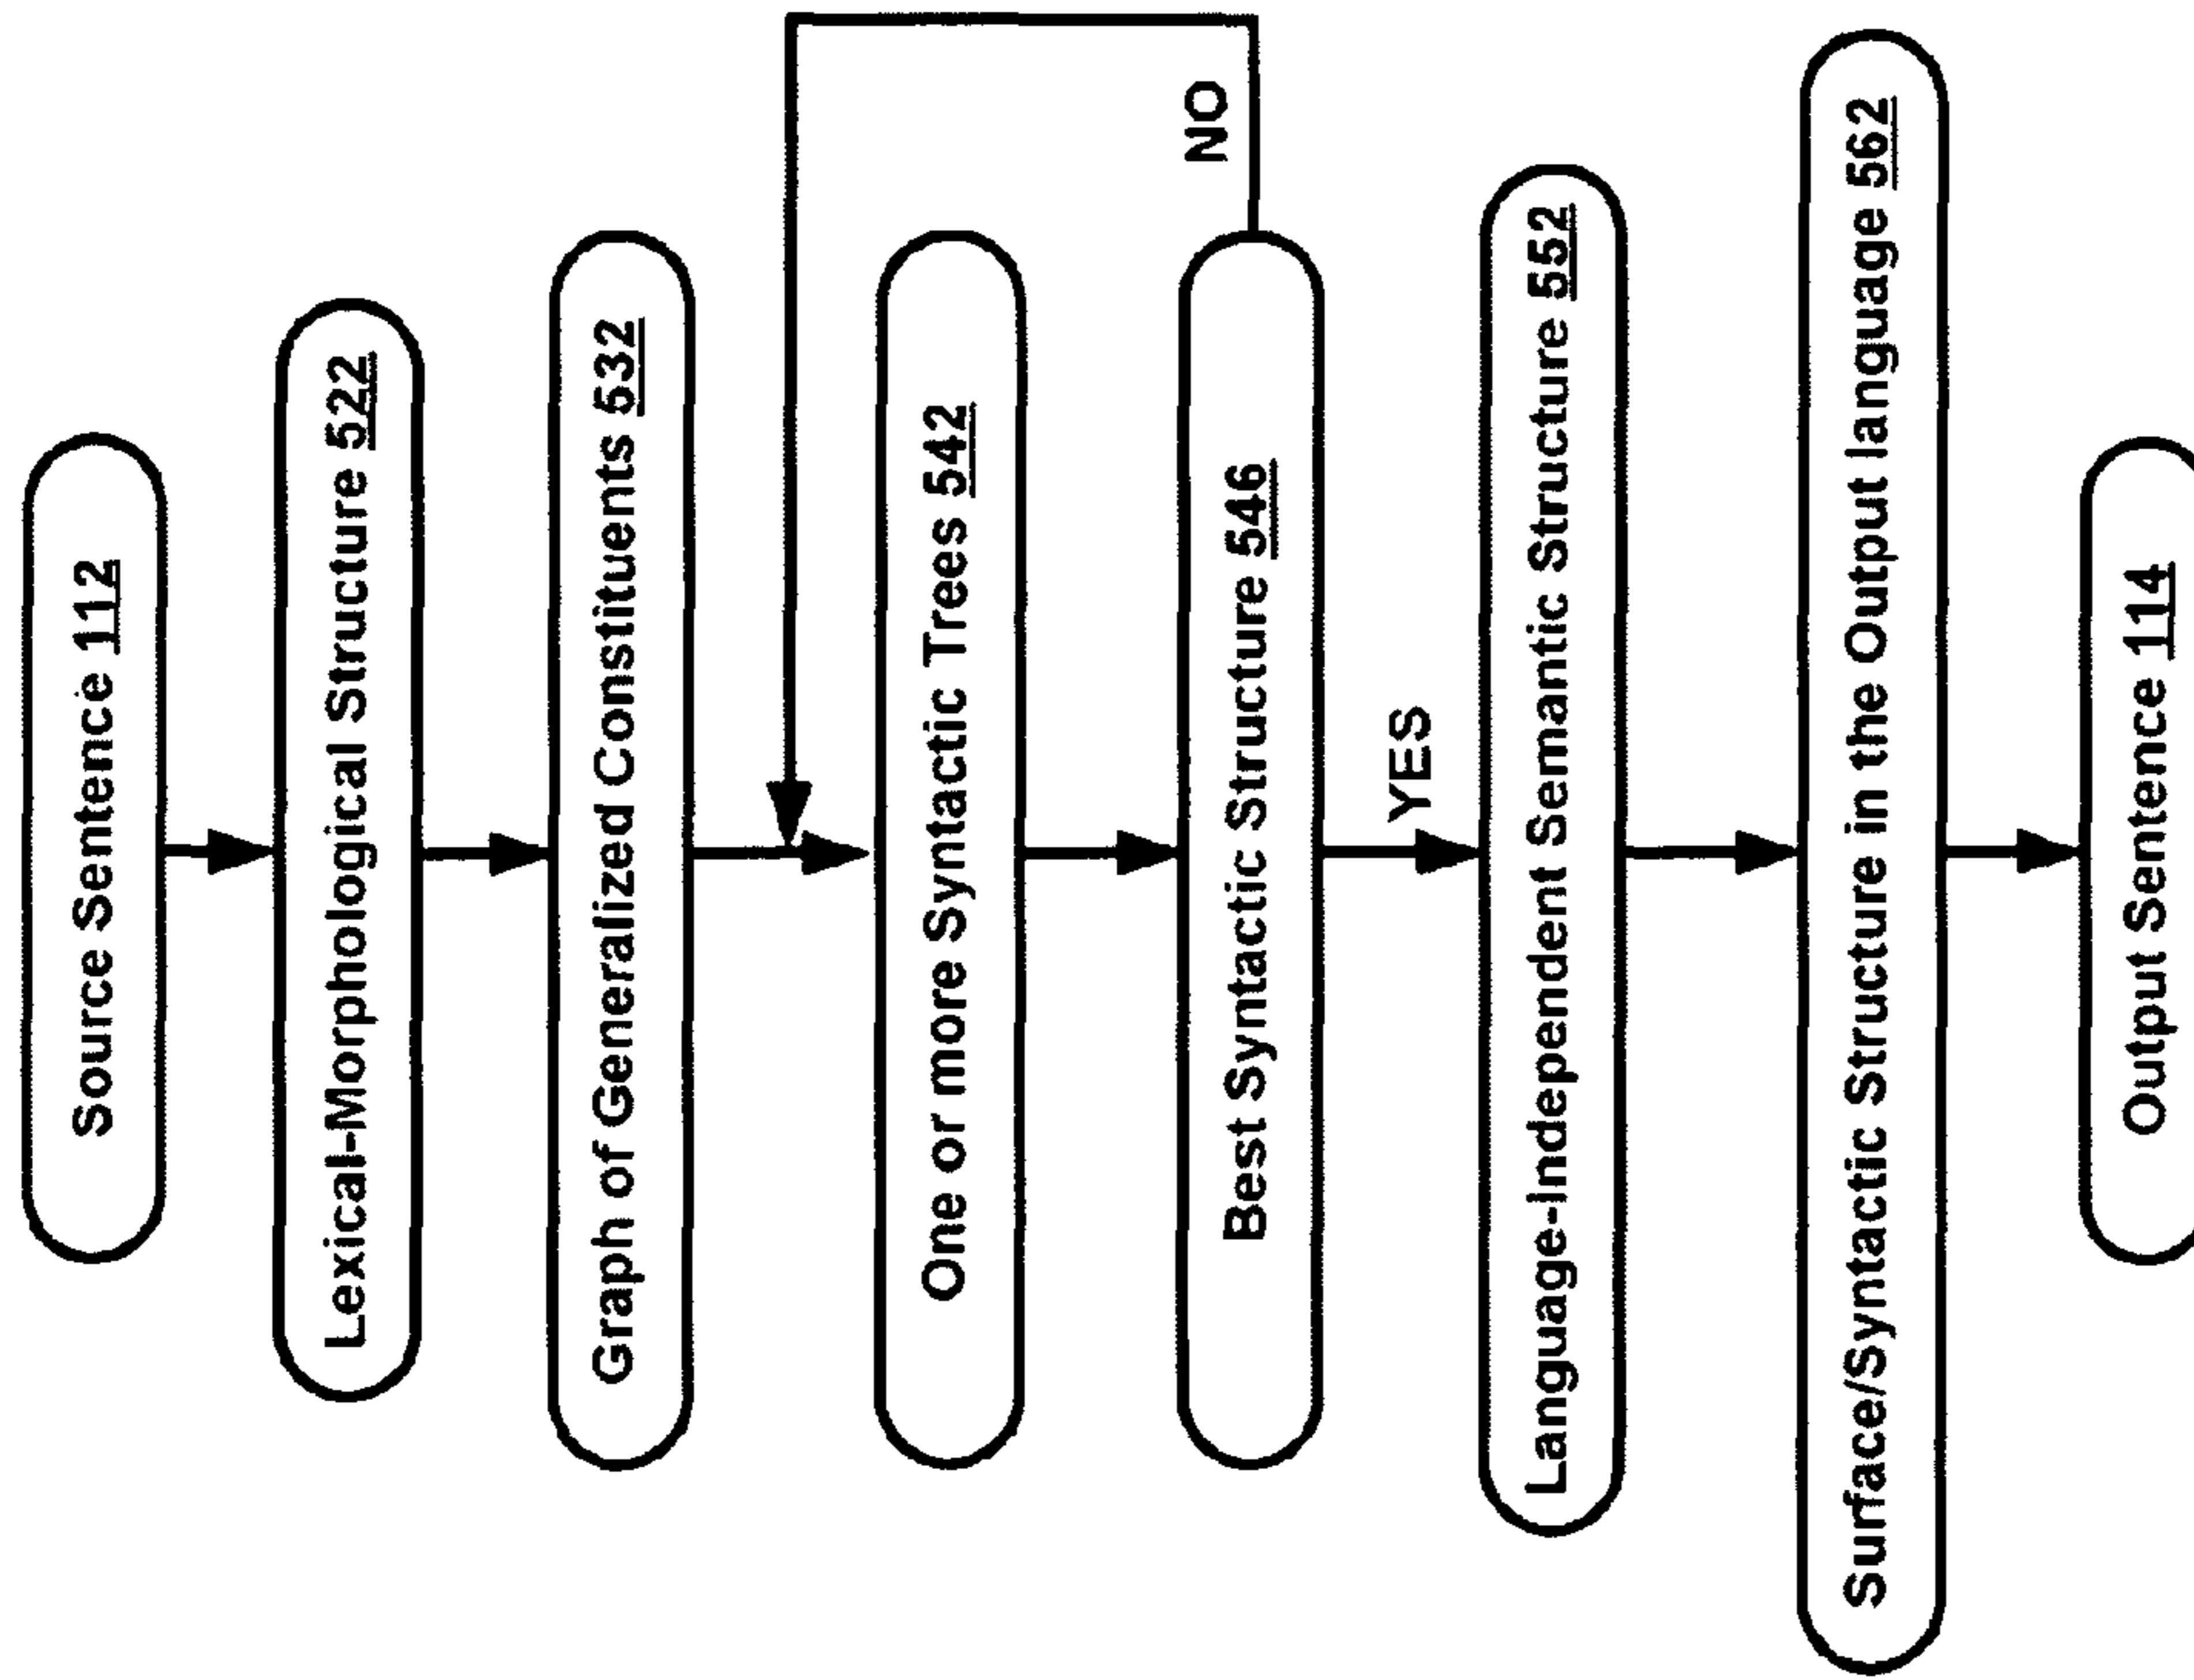 Source Sentence 112
Lexical-Morphological Structure 522
Graph of Generalized Constituents 532
One or more Syntactic Trees 542
Best Syntactic Structure 546
NO
YES
Language-Independent Semantic Structure 552
Surface/Syntactic Structure in the Output language 562
Output Sentence 114